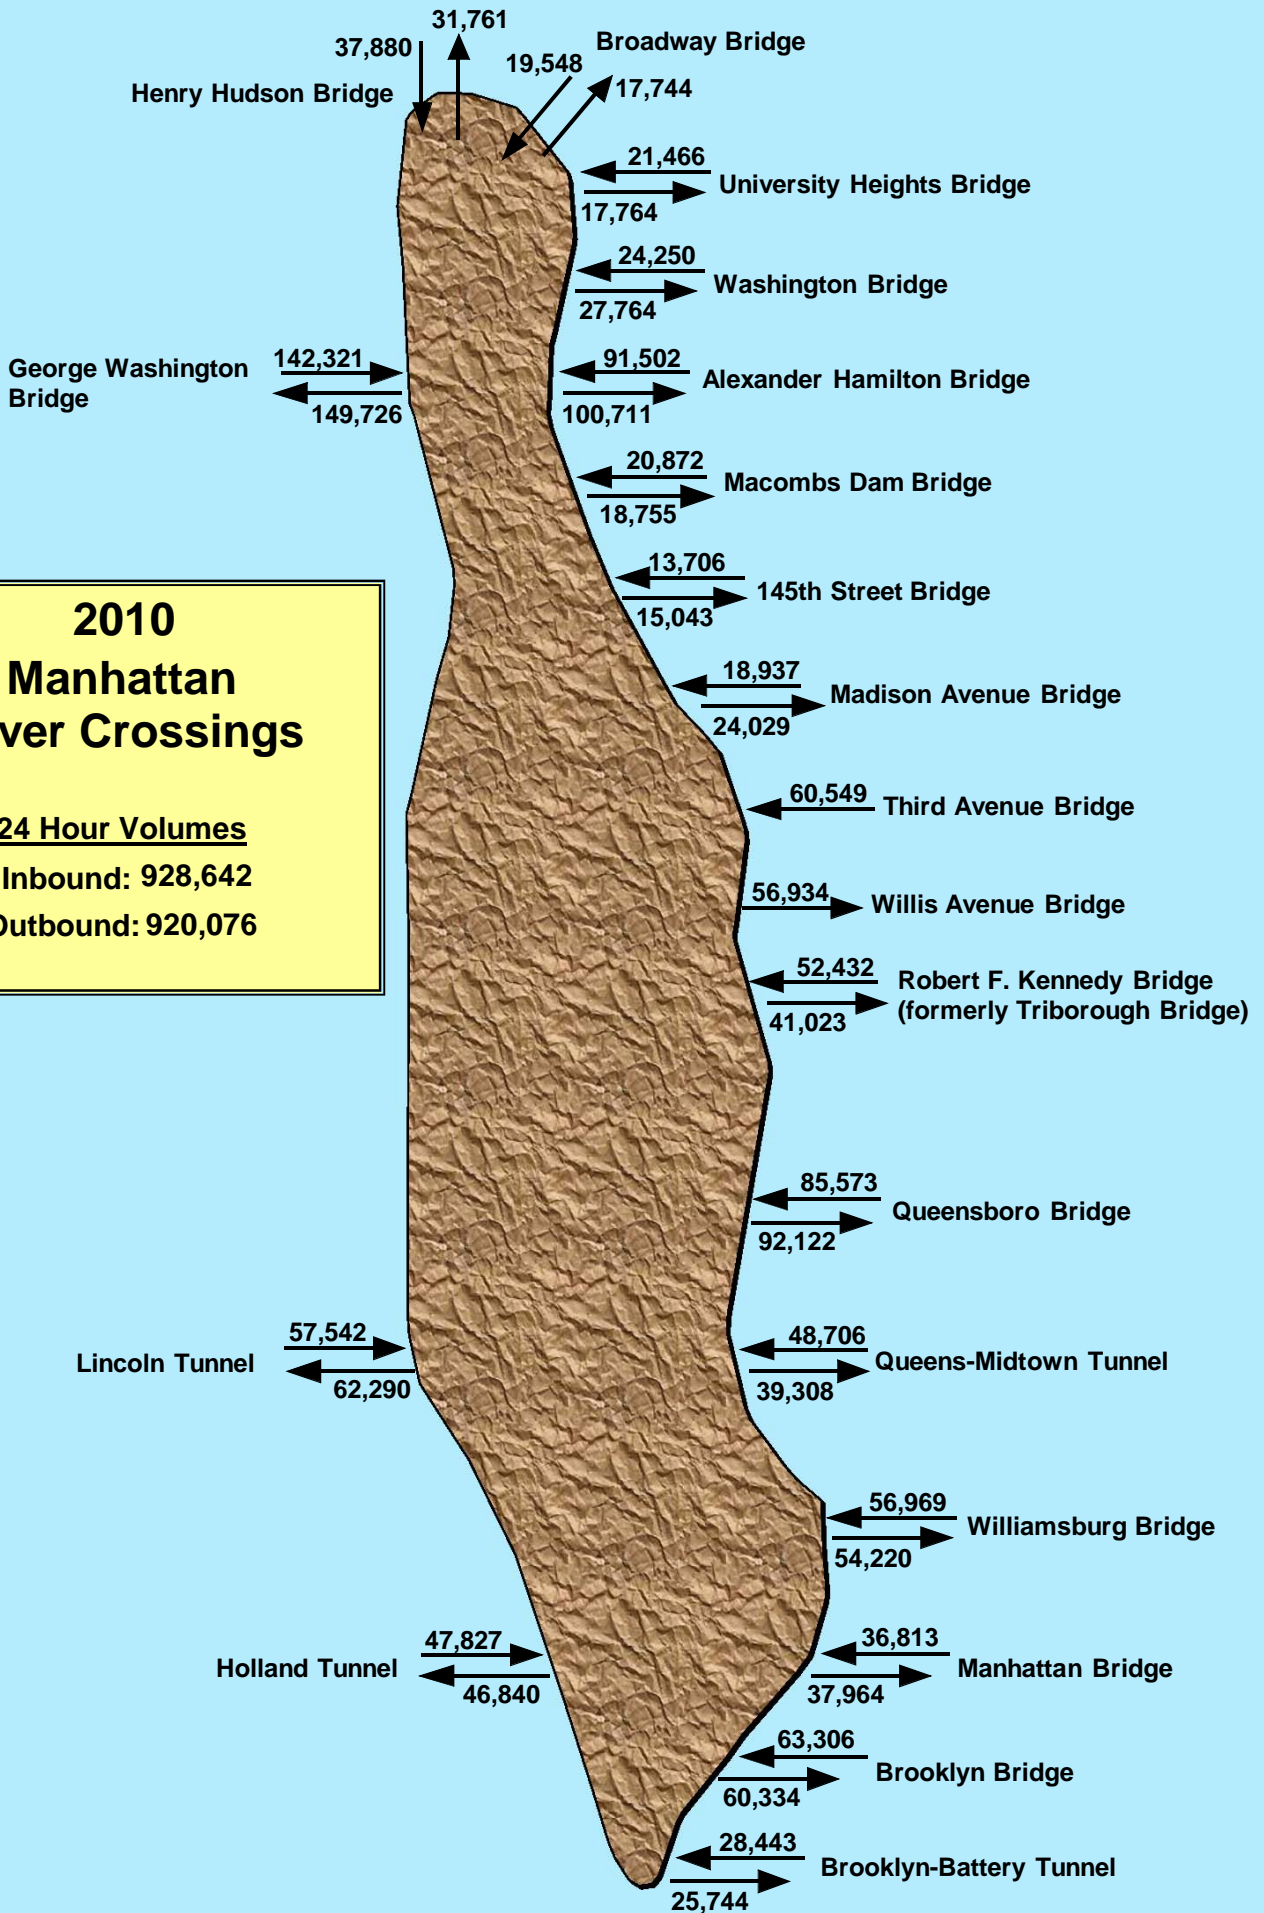 31,761
37,880
Broadway Bridge
19,548
17,744
Henry Hudson Bridge
21,466
University Heights Bridge
17,764
24,250
Washington Bridge
27,764
George Washington
Bridge
142,321
149,726
91,502
Alexander Hamilton Bridge
100,711
20,872
Macombs Dam Bridge
18,755
13,706
145th Street Bridge
15,043
2010
Manhattan
ver Crossings
24 Hour Volumes
Inbound: 928,642
Outbound: 920,076
18,937
Madison Avenue Bridge
24,029
60,549
Third Avenue Bridge
56,934
Willis Avenue Bridge
52,432
Robert F. Kennedy Bridge
(formerly Triborough Bridge)
41,023
85,573
Queensboro Bridge
92,122
57,542
Lincoln Tunnel
62,290
48,706
Queens-Midtown Tunnel
39,308
56,969
Williamsburg Bridge
54,220
47,827
Holland Tunnel
46,840
36,813
Manhattan Bridge
37,964
63,306
Brooklyn Bridge
60,334
28,443
Brooklyn-Battery Tunnel
25,744